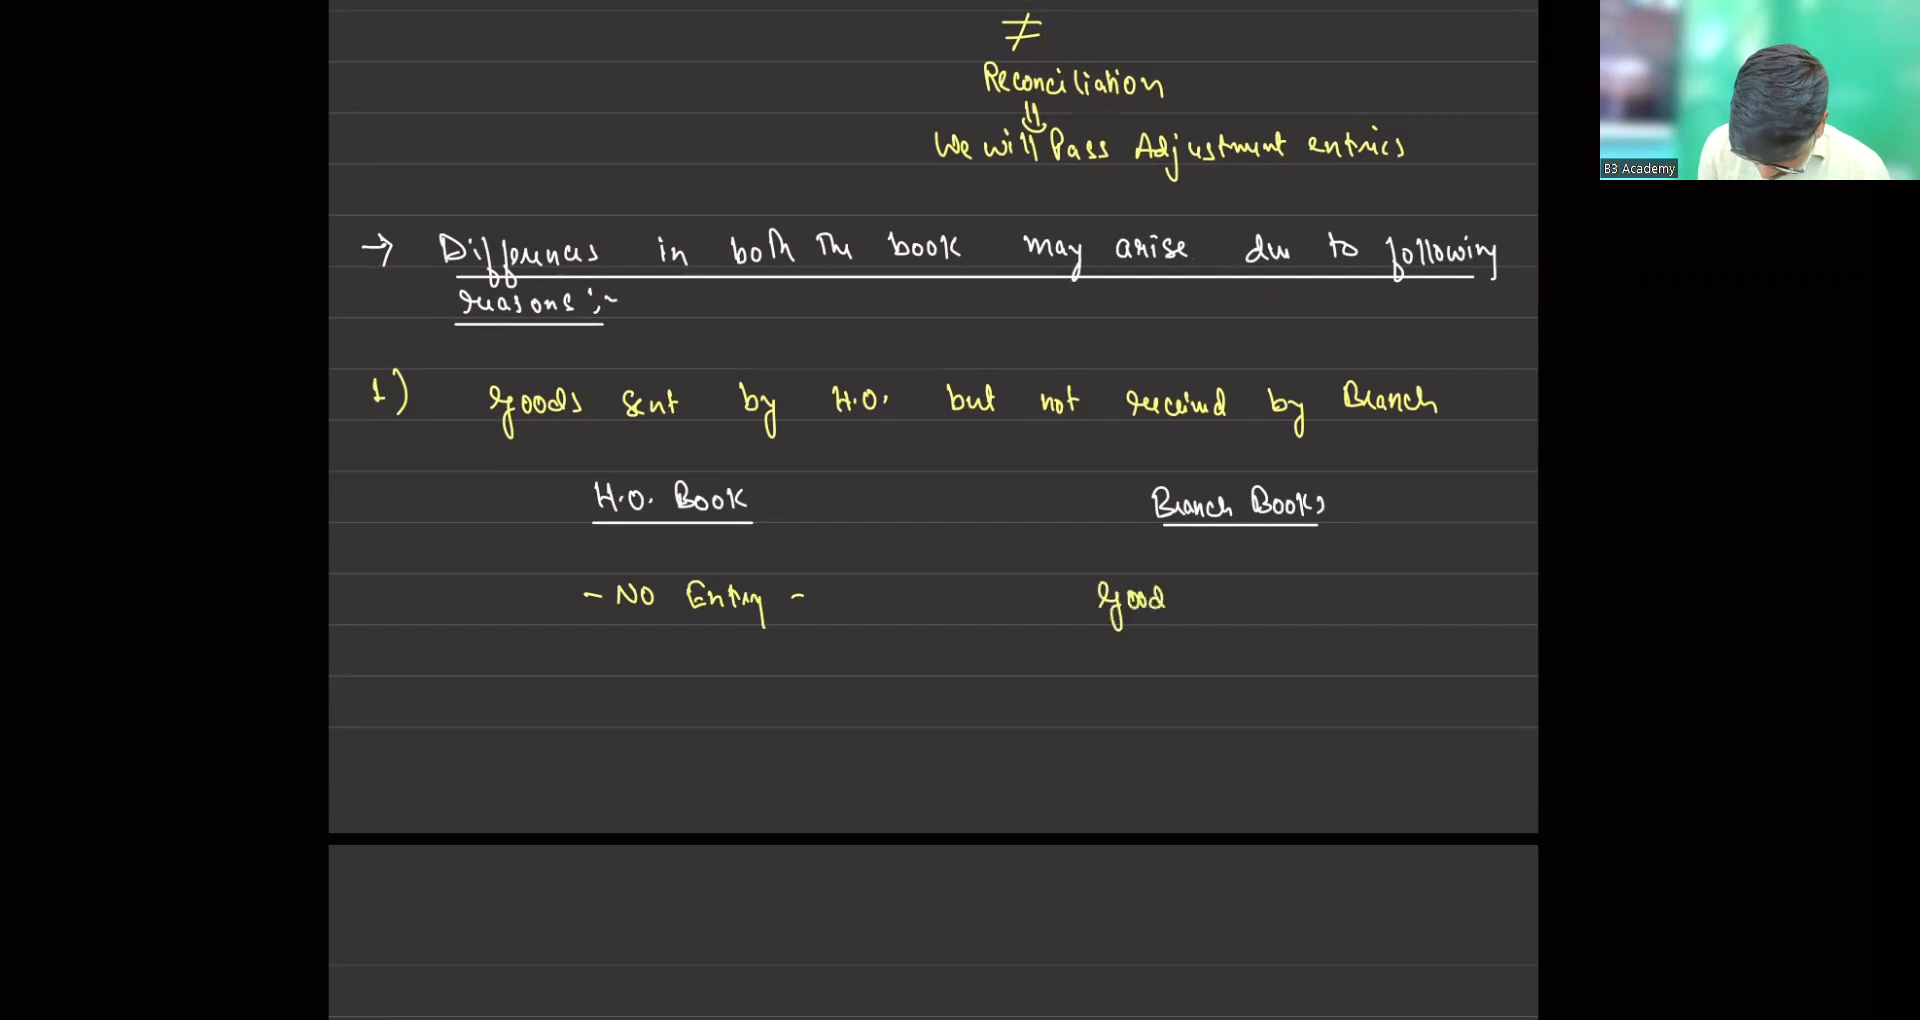 ≠
Reconciliation
⇓
We will Pass Adjustment entries
B3 Academy
→ Differences in both the book may arise due to following
reasons :-
1) Goods sent by H.O. but not received by Branch
H.O. Book Branch Books
- NO Entry - Good